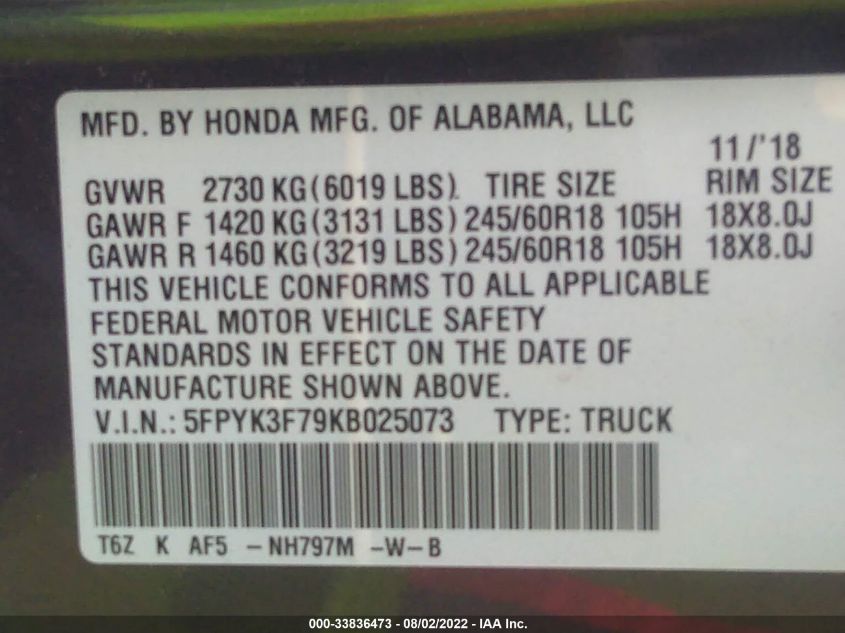 MFD. BY HONDA MFG. OF ALABAMA, LLC
11/'18
GVWR 2730 KG(6019 LBS) TIRE SIZE RIM SIZE
GAWR F 1420 KG(3131 LBS) 245/60R18 105H 18X8.0J
GAWR R 1460 KG(3219 LBS) 245/60R18 105H 18X8.0J
THIS VEHICLE CONFORMS TO ALL APPLICABLE
FEDERAL MOTOR VEHICLE SAFETY
STANDARDS IN EFFECT ON THE DATE OF
MANUFACTURE SHOWN ABOVE.
V.I.N.: 5FPYK3F79KB025073 TYPE: TRUCK
T6Z K AF5 -NH797M -W-B
000-33836473 - 08/02/2022 - IAA Inc.